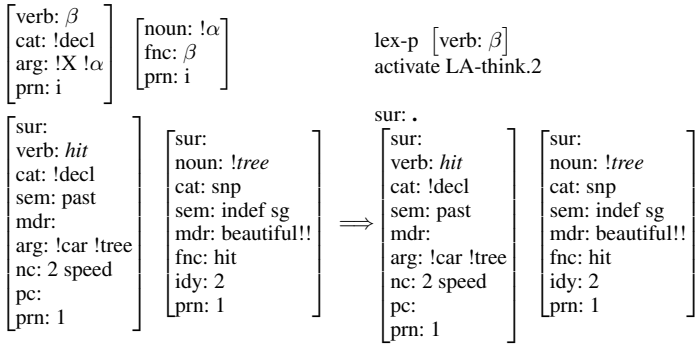 verb: β
cat: !decl
arg: !X !α
prn: i
noun: !α
fnc: β
prn: i
lex-p [verb: β]
activate LA-think.2
sur: .
sur:
verb: hit
cat: !decl
sem: past
mdr:
arg: !car !tree
nc: 2 speed
pc:
prn: 1
sur:
noun: !tree
cat: snp
sem: indef sg
mdr: beautiful!!
fnc: hit
idy: 2
prn: 1
⟹
sur:
verb: hit
cat: !decl
sem: past
mdr:
arg: !car !tree
nc: 2 speed
pc:
prn: 1
sur:
noun: !tree
cat: snp
sem: indef sg
mdr: beautiful!!
fnc: hit
idy: 2
prn: 1